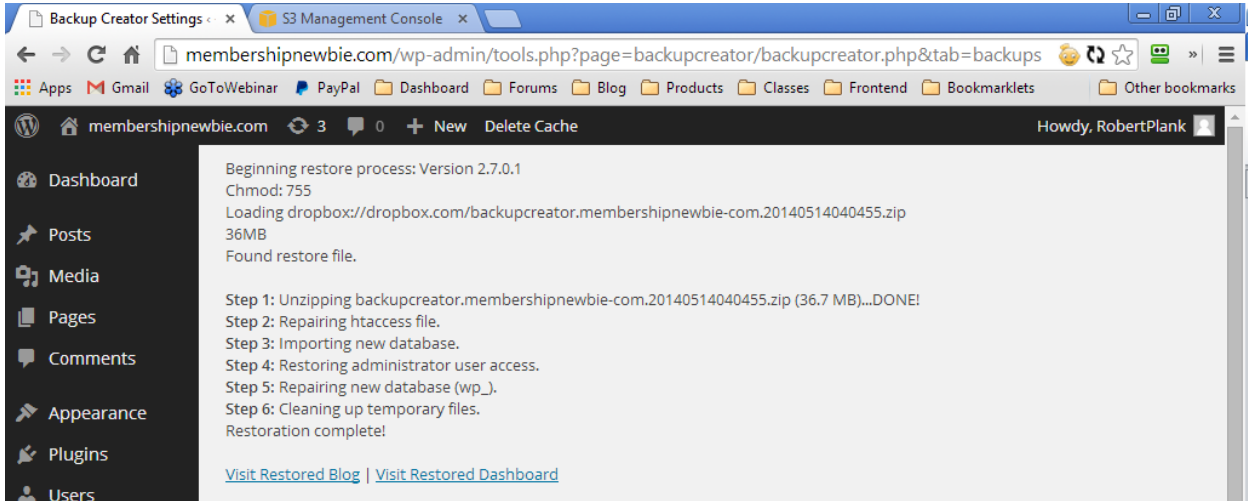 Backup Creator Settings
S3 Management Console
membershipnewbie.com/wp-admin/tools.php?page=backupcreator/backupcreator.php&tab=backups
Apps Gmail GoToWebinar PayPal Dashboard Forums Blog Products Classes Frontend Bookmarklets Other bookmarks
membershipnewbie.com 3 0 + New Delete Cache Howdy, RobertPlank
Dashboard
Posts
Media
Pages
Comments
Appearance
Plugins
Users
Beginning restore process: Version 2.7.0.1
Chmod: 755
Loading dropbox://dropbox.com/backupcreator.membershipnewbie-com.20140514040455.zip
36MB
Found restore file.
Step 1: Unzipping backupcreator.membershipnewbie-com.20140514040455.zip (36.7 MB)...DONE!
Step 2: Repairing htaccess file.
Step 3: Importing new database.
Step 4: Restoring administrator user access.
Step 5: Repairing new database (wp_).
Step 6: Cleaning up temporary files.
Restoration complete!
Visit Restored Blog | Visit Restored Dashboard